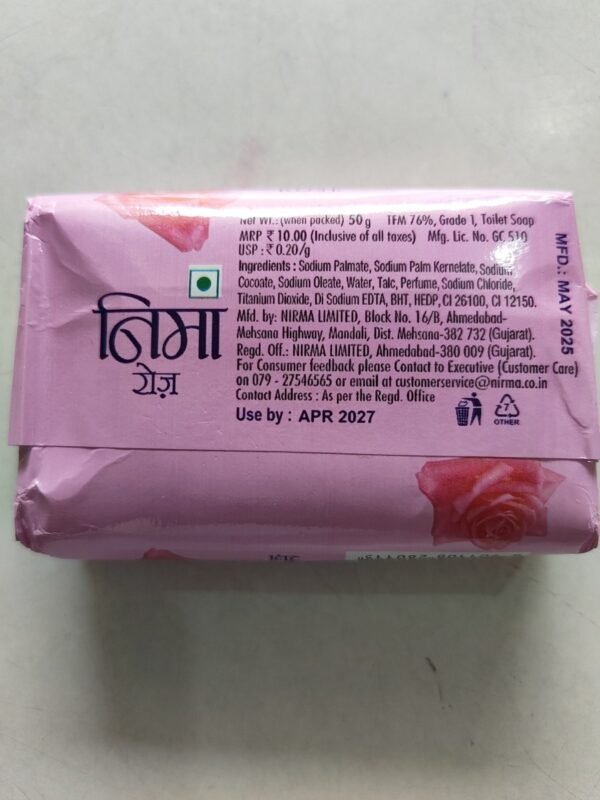 Net Wt.: (when packed) 50 g TFM 76%, Grade 1, Toilet Soap
MRP ₹ 10.00 (Inclusive of all taxes) Mfg. Lic. No. GC 510
USP : ₹ 0.20/g
Ingredients : Sodium Palmate, Sodium Palm Kernelate, Sodium
Cocoate, Sodium Oleate, Water, Talc, Perfume, Sodium Chloride,
Titanium Dioxide, Di Sodium EDTA, BHT, HEDP, CI 26100, CI 12150.
Mfd. by: NIRMA LIMITED, Block No. 16/B, Ahmedabad-
Mehsana Highway, Mandali, Dist. Mehsana-382 732 (Gujarat).
Regd. Off.: NIRMA LIMITED, Ahmedabad-380 009 (Gujarat).
For Consumer feedback please Contact to Executive (Customer Care)
on 079 - 27546565 or email at customerservice@nirma.co.in
Contact Address : As per the Regd. Office
Use by : APR 2027
MFD.: MAY 2025
निमा
रोज़
7
OTHER